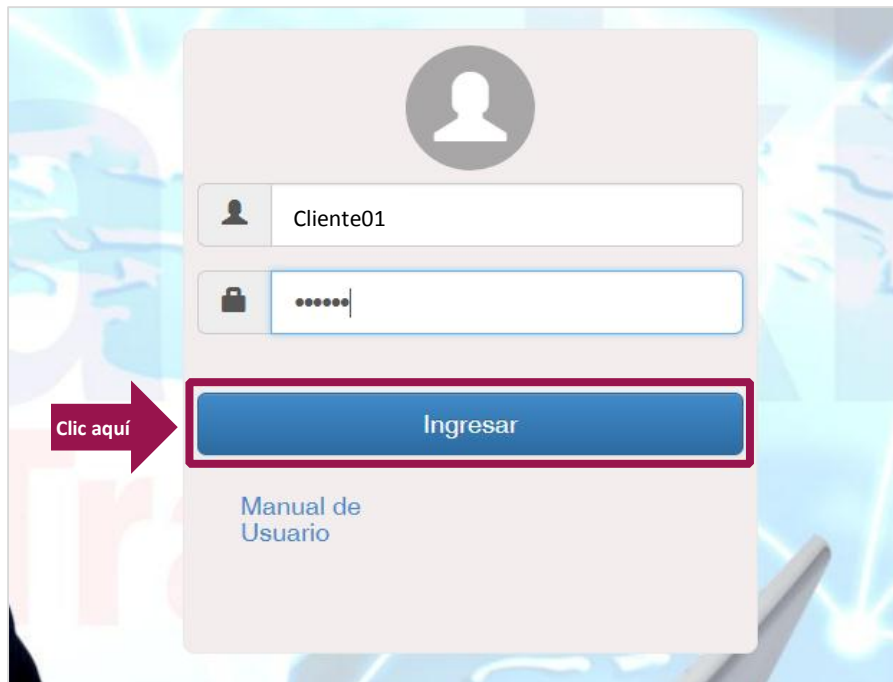 Cliente01
••••••
Clic aquí
Ingresar
Manual de
Usuario